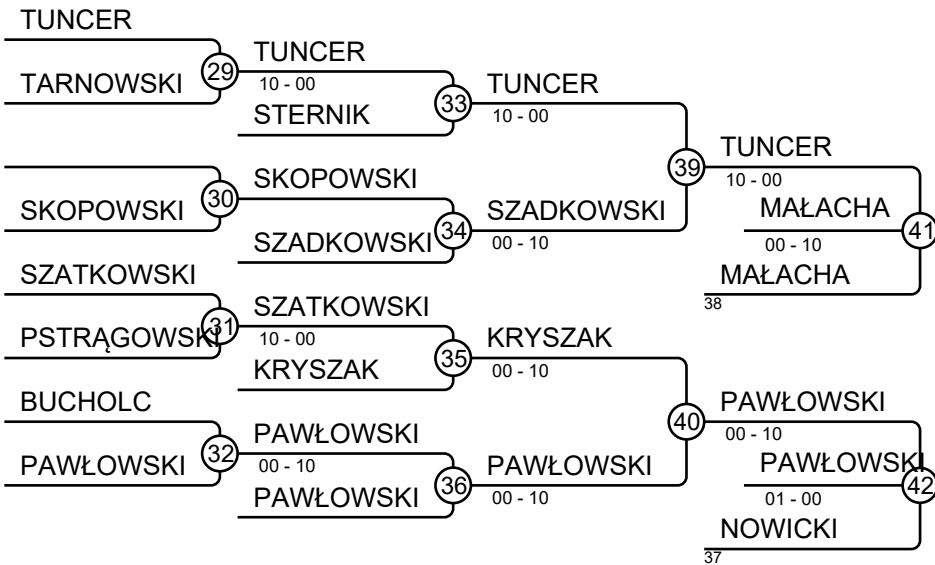 TUNCER
TARNOWSKI
29
TUNCER
10 - 00
STERNIK
33
TUNCER
10 - 00
SKOPOWSKI
30
SKOPOWSKI
SZADKOWSKI
34
SZADKOWSKI
00 - 10
39
TUNCER
10 - 00
MAŁACHA
00 - 10
41
MAŁACHA
38
SZATKOWSKI
PSTRĄGOWSKI
31
SZATKOWSKI
10 - 00
KRYSZAK
35
KRYSZAK
00 - 10
BUCHOLC
PAWŁOWSKI
32
PAWŁOWSKI
00 - 10
PAWŁOWSKI
36
PAWŁOWSKI
00 - 10
40
PAWŁOWSKI
00 - 10
PAWŁOWSKI
01 - 00
42
NOWICKI
37